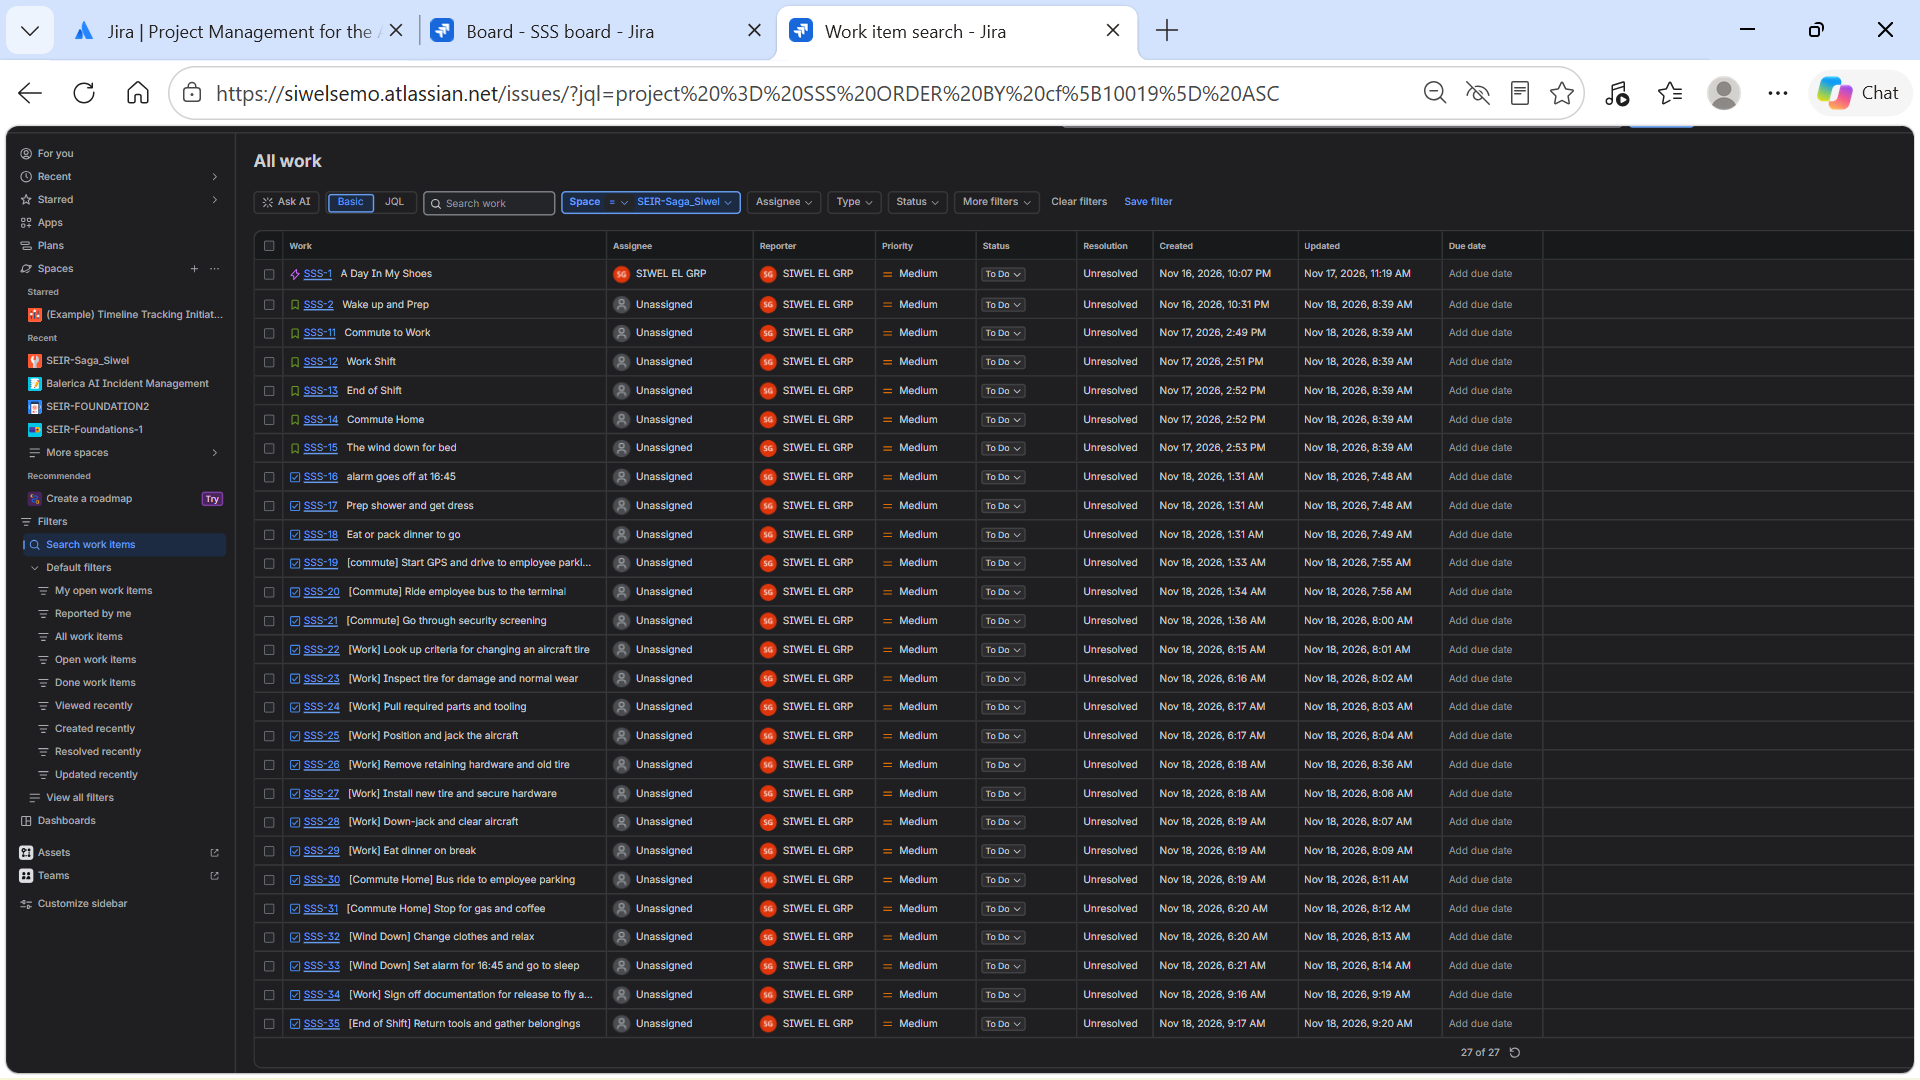 Jira | Project Management for the A
Board - SSS board - Jira
Work item search - Jira
https://siwelsemo.atlassian.net/issues/?jql=project%20%3D%20SSS%20ORDER%20BY%20cf%5B10019%5D%20ASC
Chat
For you
Recent
Starred
Apps
Plans
Spaces
Starred
(Example) Timeline Tracking Initiat...
Recent
SEIR-Saga_Siwel
Balerica AI Incident Management
SEIR-FOUNDATION2
SEIR-Foundations-1
More spaces
Recommended
Create a roadmap Try
Filters
Search work items
Default filters
My open work items
Reported by me
All work items
Open work items
Done work items
Viewed recently
Created recently
Resolved recently
Updated recently
View all filters
Dashboards
Assets
Teams
Customize sidebar
All work
Ask AI Basic JQL Search work Space = SEIR-Saga_Siwel Assignee Type Status More filters Clear filters Save filter
Work Assignee Reporter Priority Status Resolution Created Updated Due date
SSS-1 A Day In My Shoes SG SIWEL EL GRP SG SIWEL EL GRP Medium To Do Unresolved Nov 16, 2026, 10:07 PM Nov 17, 2026, 11:19 AM Add due date
SSS-2 Wake up and Prep Unassigned SG SIWEL EL GRP Medium To Do Unresolved Nov 16, 2026, 10:31 PM Nov 18, 2026, 8:39 AM Add due date
SSS-11 Commute to Work Unassigned SG SIWEL EL GRP Medium To Do Unresolved Nov 17, 2026, 2:49 PM Nov 18, 2026, 8:39 AM Add due date
SSS-12 Work Shift Unassigned SG SIWEL EL GRP Medium To Do Unresolved Nov 17, 2026, 2:51 PM Nov 18, 2026, 8:39 AM Add due date
SSS-13 End of Shift Unassigned SG SIWEL EL GRP Medium To Do Unresolved Nov 17, 2026, 2:52 PM Nov 18, 2026, 8:39 AM Add due date
SSS-14 Commute Home Unassigned SG SIWEL EL GRP Medium To Do Unresolved Nov 17, 2026, 2:52 PM Nov 18, 2026, 8:39 AM Add due date
SSS-15 The wind down for bed Unassigned SG SIWEL EL GRP Medium To Do Unresolved Nov 17, 2026, 2:53 PM Nov 18, 2026, 8:39 AM Add due date
SSS-16 alarm goes off at 16:45 Unassigned SG SIWEL EL GRP Medium To Do Unresolved Nov 18, 2026, 1:31 AM Nov 18, 2026, 7:48 AM Add due date
SSS-17 Prep shower and get dress Unassigned SG SIWEL EL GRP Medium To Do Unresolved Nov 18, 2026, 1:31 AM Nov 18, 2026, 7:48 AM Add due date
SSS-18 Eat or pack dinner to go Unassigned SG SIWEL EL GRP Medium To Do Unresolved Nov 18, 2026, 1:31 AM Nov 18, 2026, 7:49 AM Add due date
SSS-19 [commute] Start GPS and drive to employee parki... Unassigned SG SIWEL EL GRP Medium To Do Unresolved Nov 18, 2026, 1:33 AM Nov 18, 2026, 7:55 AM Add due date
SSS-20 [Commute] Ride employee bus to the terminal Unassigned SG SIWEL EL GRP Medium To Do Unresolved Nov 18, 2026, 1:34 AM Nov 18, 2026, 7:56 AM Add due date
SSS-21 [Commute] Go through security screening Unassigned SG SIWEL EL GRP Medium To Do Unresolved Nov 18, 2026, 1:36 AM Nov 18, 2026, 8:00 AM Add due date
SSS-22 [Work] Look up criteria for changing an aircraft tire Unassigned SG SIWEL EL GRP Medium To Do Unresolved Nov 18, 2026, 6:15 AM Nov 18, 2026, 8:01 AM Add due date
SSS-23 [Work] Inspect tire for damage and normal wear Unassigned SG SIWEL EL GRP Medium To Do Unresolved Nov 18, 2026, 6:16 AM Nov 18, 2026, 8:02 AM Add due date
SSS-24 [Work] Pull required parts and tooling Unassigned SG SIWEL EL GRP Medium To Do Unresolved Nov 18, 2026, 6:17 AM Nov 18, 2026, 8:03 AM Add due date
SSS-25 [Work] Position and jack the aircraft Unassigned SG SIWEL EL GRP Medium To Do Unresolved Nov 18, 2026, 6:17 AM Nov 18, 2026, 8:04 AM Add due date
SSS-26 [Work] Remove retaining hardware and old tire Unassigned SG SIWEL EL GRP Medium To Do Unresolved Nov 18, 2026, 6:18 AM Nov 18, 2026, 8:36 AM Add due date
SSS-27 [Work] Install new tire and secure hardware Unassigned SG SIWEL EL GRP Medium To Do Unresolved Nov 18, 2026, 6:18 AM Nov 18, 2026, 8:06 AM Add due date
SSS-28 [Work] Down-jack and clear aircraft Unassigned SG SIWEL EL GRP Medium To Do Unresolved Nov 18, 2026, 6:19 AM Nov 18, 2026, 8:07 AM Add due date
SSS-29 [Work] Eat dinner on break Unassigned SG SIWEL EL GRP Medium To Do Unresolved Nov 18, 2026, 6:19 AM Nov 18, 2026, 8:09 AM Add due date
SSS-30 [Commute Home] Bus ride to employee parking Unassigned SG SIWEL EL GRP Medium To Do Unresolved Nov 18, 2026, 6:19 AM Nov 18, 2026, 8:11 AM Add due date
SSS-31 [Commute Home] Stop for gas and coffee Unassigned SG SIWEL EL GRP Medium To Do Unresolved Nov 18, 2026, 6:20 AM Nov 18, 2026, 8:12 AM Add due date
SSS-32 [Wind Down] Change clothes and relax Unassigned SG SIWEL EL GRP Medium To Do Unresolved Nov 18, 2026, 6:20 AM Nov 18, 2026, 8:13 AM Add due date
SSS-33 [Wind Down] Set alarm for 16:45 and go to sleep Unassigned SG SIWEL EL GRP Medium To Do Unresolved Nov 18, 2026, 6:21 AM Nov 18, 2026, 8:14 AM Add due date
SSS-34 [Work] Sign off documentation for release to fly a... Unassigned SG SIWEL EL GRP Medium To Do Unresolved Nov 18, 2026, 9:16 AM Nov 18, 2026, 9:19 AM Add due date
SSS-35 [End of Shift] Return tools and gather belongings Unassigned SG SIWEL EL GRP Medium To Do Unresolved Nov 18, 2026, 9:17 AM Nov 18, 2026, 9:20 AM Add due date
27 of 27